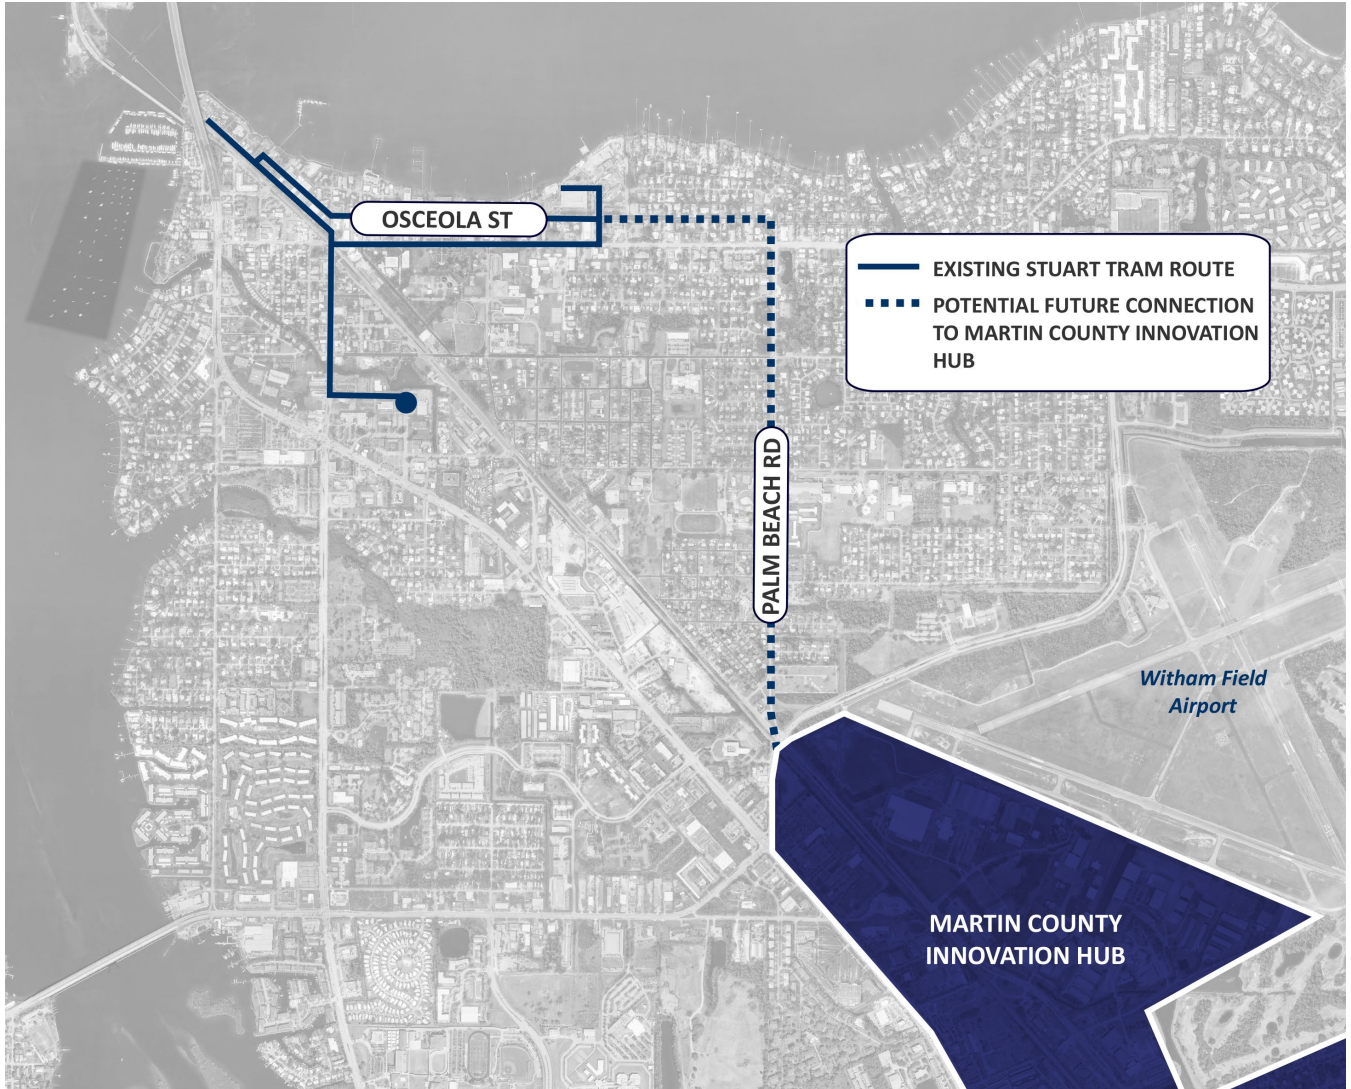 OSCEOLA ST
EXISTING STUART TRAM ROUTE
POTENTIAL FUTURE CONNECTION
TO MARTIN COUNTY INNOVATION
HUB
PALM BEACH RD
Witham Field
Airport
MARTIN COUNTY
INNOVATION HUB